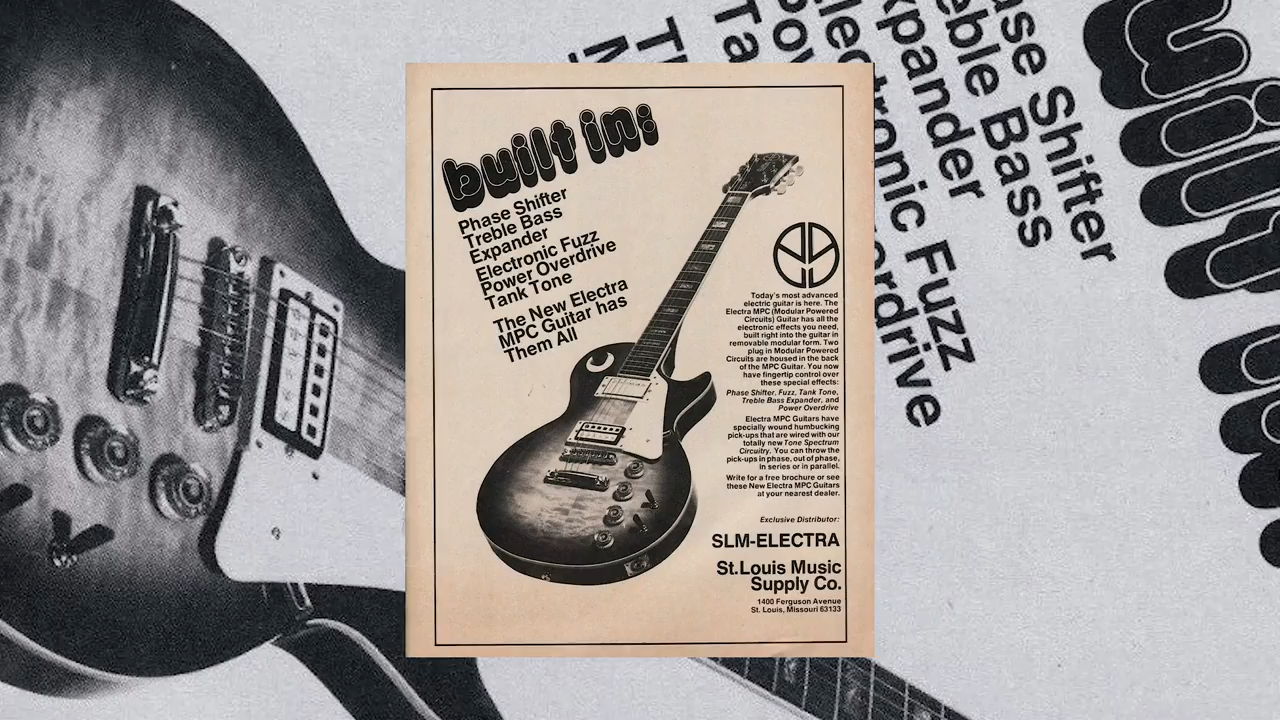 built in:
Phase Shifter
Treble Bass
Expander
Electronic Fuzz
Power Overdrive
Tank Tone
The New Electra
MPC Guitar has
Them All
Today's most advanced
electric guitar is here. The
Electra MPC (Modular Powered
Circuits) Guitar has all the
electronic effects you need,
built right into the guitar in
removable modular form. Two
plug in Modular Powered
Circuits are housed in the back
of the MPC Guitar. You now
have fingertip control over
these special effects:
Phase Shifter, Fuzz, Tank Tone,
Treble Bass Expander, and
Power Overdrive
Electra MPC Guitars have
specially wound humbucking
pick-ups that are wired with our
totally new Tone Spectrum
Circuitry. You can throw the
pick-ups in phase, out of phase,
in series or in parallel.
Write for a free brochure or see
these New Electra MPC Guitars
at your nearest dealer.
Exclusive Distributor:
SLM-ELECTRA
St.Louis Music
Supply Co.
1400 Ferguson Avenue
St. Louis, Missouri 63133
ase Shifter
eble Bass
xpander
lectronic Fuzz
erdrive